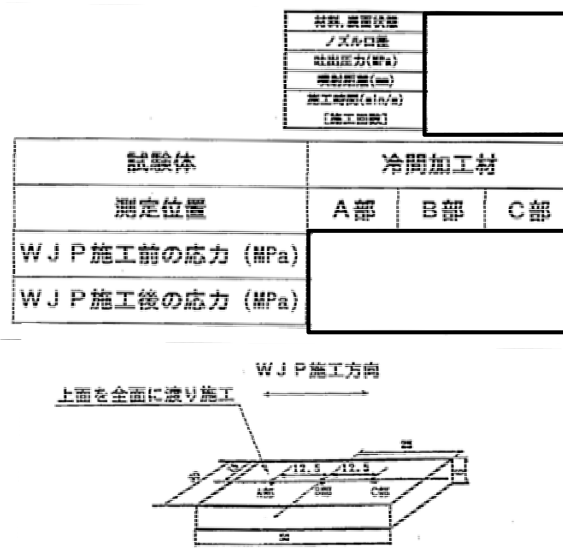 材料,表面状態
ノズル口径
吐出圧力(MPa)
噴射距離(mm)
施工時間(min/m)
[施工回数]
試験体 冷間加工材
測定位置 A部 B部 C部
WJP施工前の応力 (MPa)
WJP施工後の応力 (MPa)
WJP施工方向
上面を全面に渡り施工
12.5 12.5
A部 B部 C部